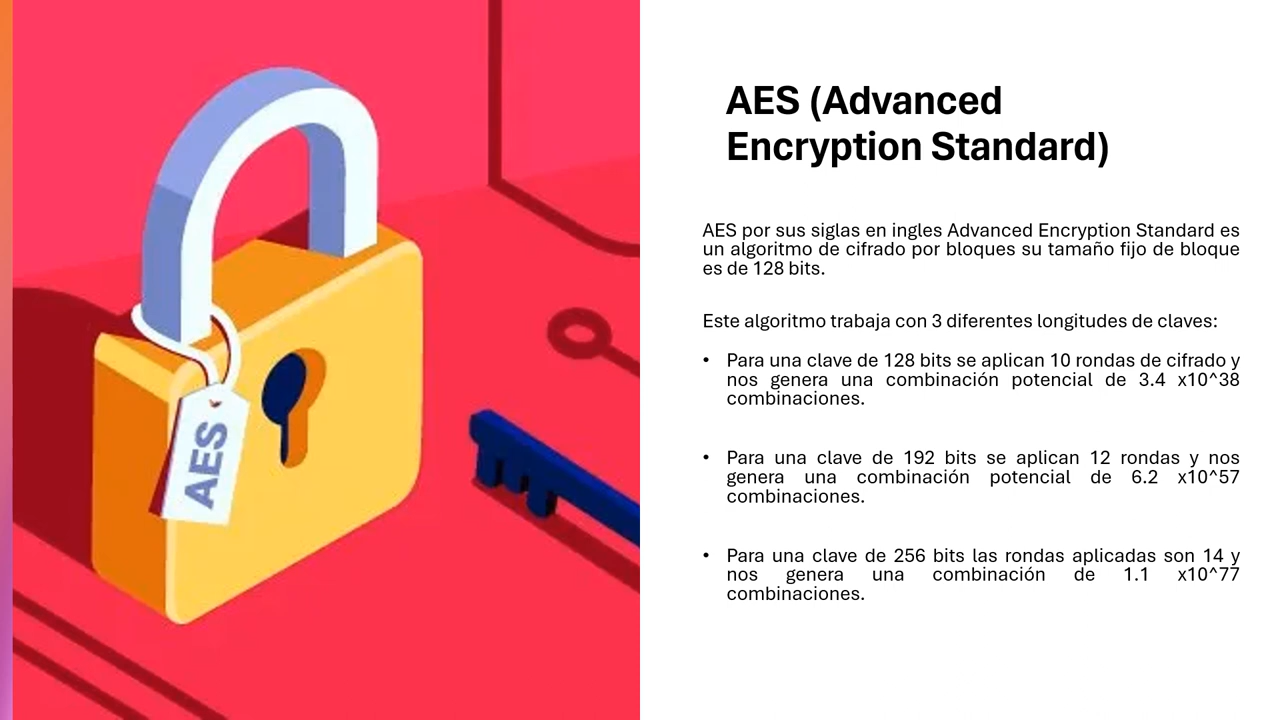 AES (Advanced
Encryption Standard)
AES por sus siglas en ingles Advanced Encryption Standard es
un algoritmo de cifrado por bloques su tamaño fijo de bloque
es de 128 bits.
Este algoritmo trabaja con 3 diferentes longitudes de claves:
• Para una clave de 128 bits se aplican 10 rondas de cifrado y
nos genera una combinación potencial de 3.4 x10^38
combinaciones.
• Para una clave de 192 bits se aplican 12 rondas y nos
genera una combinación potencial de 6.2 x10^57
combinaciones.
• Para una clave de 256 bits las rondas aplicadas son 14 y
nos genera una combinación de 1.1 x10^77
combinaciones.
AES